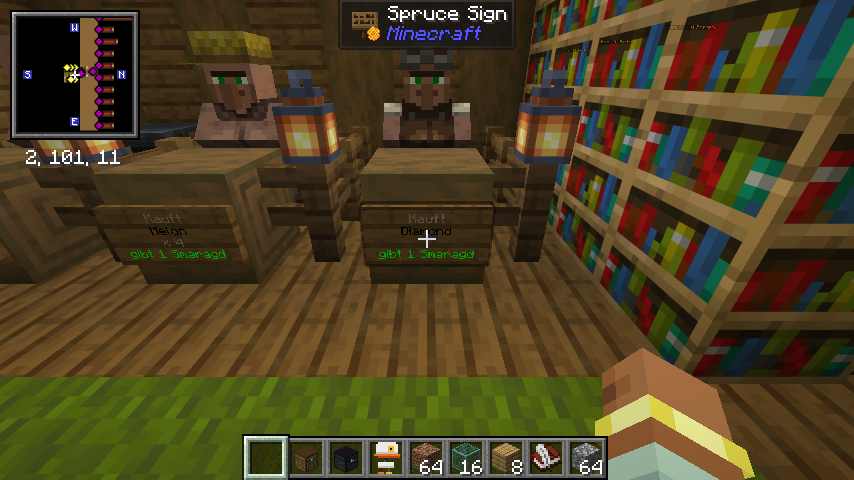 Spruce Sign
Minecraft
W
S
N
E
2, 101, 11
Kauft
Melon
x 4
gibt 1 Smaragd
Kauft
Diamond
gibt 1 Smaragd
64
16
8
64